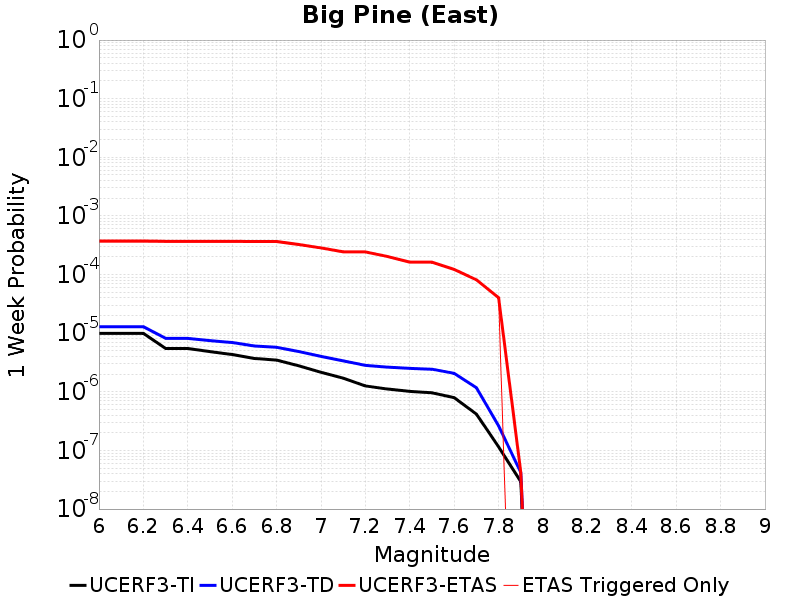 Big Pine (East)
10^0
10^-1
10^-2
10^-3
10^-4
10^-5
10^-6
10^-7
10^-8
1 Week Probability
6 6.2 6.4 6.6 6.8 7 7.2 7.4 7.6 7.8 8 8.2 8.4 8.6 8.8 9
Magnitude
UCERF3-TI UCERF3-TD UCERF3-ETAS ETAS Triggered Only